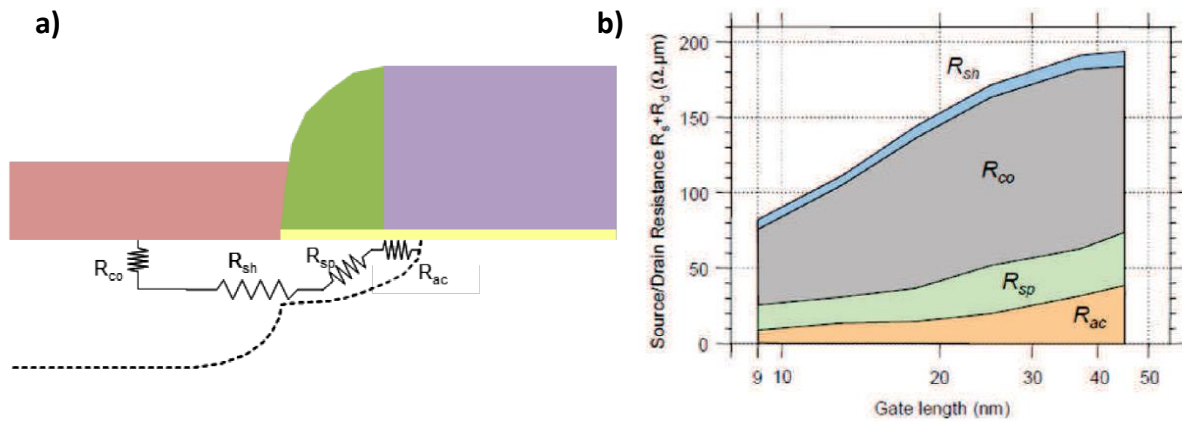 a)
R_co
R_sh
R_sp
R_ac
b)
Source/Drain Resistance R_s+R_d (Ω.μm)
200
150
100
50
0
R_sh
R_co
R_sp
R_ac
9 10 20 30 40 50
Gate length (nm)